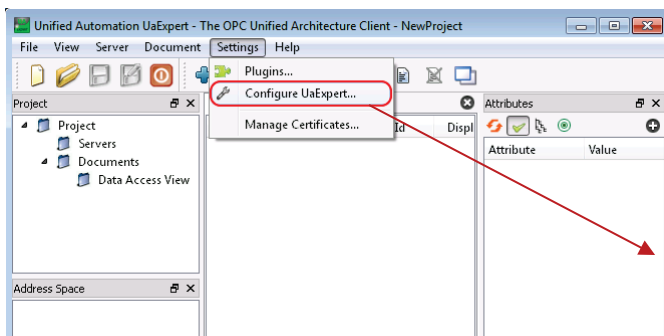 Unified Automation UaExpert - The OPC Unified Architecture Client - NewProject
File View Server Document Settings Help
Plugins...
Configure UaExpert...
Manage Certificates...
Project
Project
Servers
Documents
Data Access View
Id Displ
Attributes
Attribute Value
Address Space